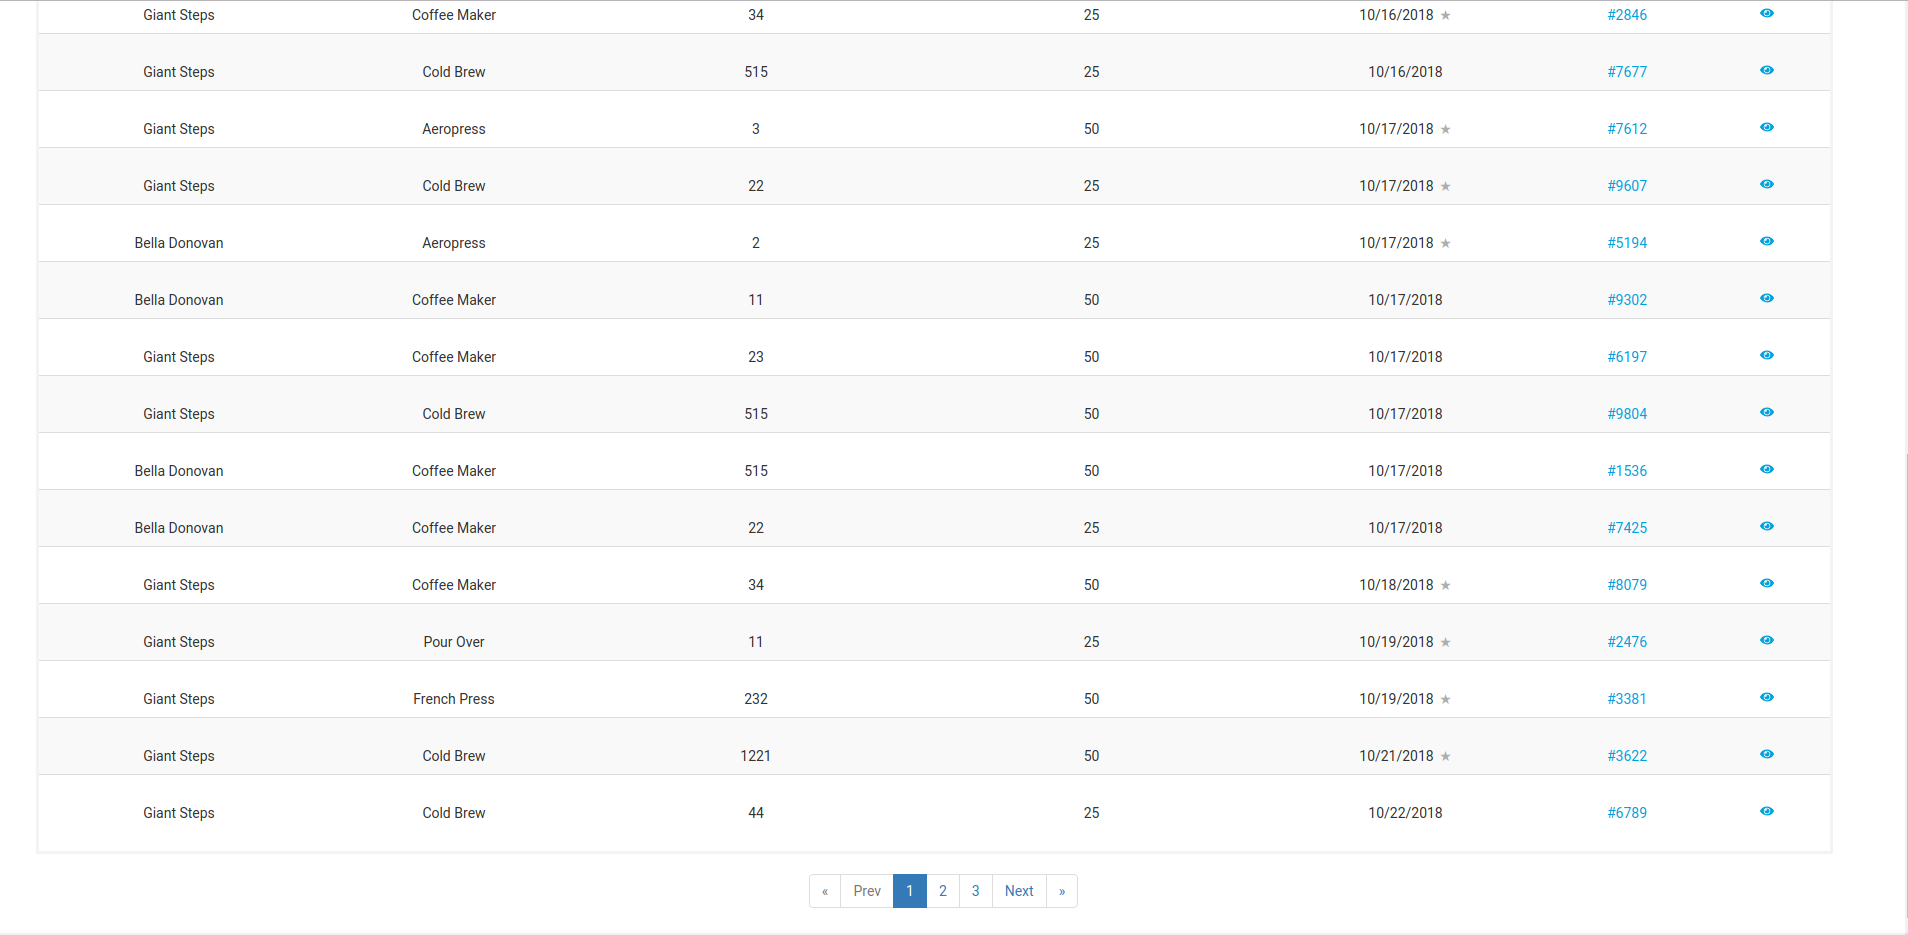 Giant Steps Coffee Maker 34 25 10/16/2018 ★ #2846
Giant Steps Cold Brew 515 25 10/16/2018 #7677
Giant Steps Aeropress 3 50 10/17/2018 ★ #7612
Giant Steps Cold Brew 22 25 10/17/2018 ★ #9607
Bella Donovan Aeropress 2 25 10/17/2018 ★ #5194
Bella Donovan Coffee Maker 11 50 10/17/2018 #9302
Giant Steps Coffee Maker 23 50 10/17/2018 #6197
Giant Steps Cold Brew 515 50 10/17/2018 #9804
Bella Donovan Coffee Maker 515 50 10/17/2018 #1536
Bella Donovan Coffee Maker 22 25 10/17/2018 #7425
Giant Steps Coffee Maker 34 50 10/18/2018 ★ #8079
Giant Steps Pour Over 11 25 10/19/2018 ★ #2476
Giant Steps French Press 232 50 10/19/2018 ★ #3381
Giant Steps Cold Brew 1221 50 10/21/2018 ★ #3622
Giant Steps Cold Brew 44 25 10/22/2018 #6789
« Prev 1 2 3 Next »